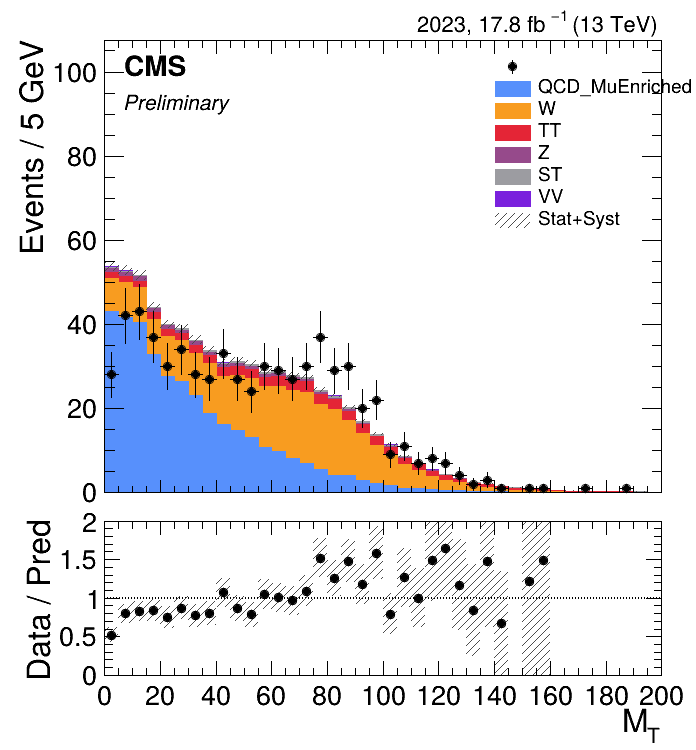 2023, 17.8 fb⁻¹ (13 TeV)
Events / 5 GeV
CMS
Preliminary
QCD_MuEnriched
W
TT
Z
ST
VV
Stat+Syst
100
80
60
40
20
0
Data / Pred
2
1.5
1
0.5
0
0 20 40 60 80 100 120 140 160 180 200
M_T